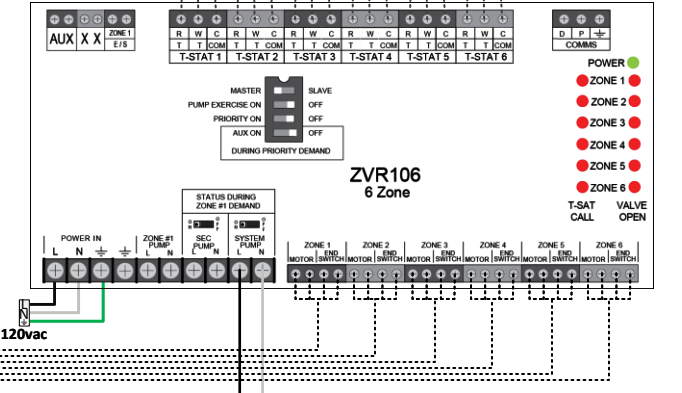 AUX X X ZONE 1 E/S
R W C R W C R W C R W C R W C R W C
T T COM T T COM T T COM T T COM T T COM T T COM
T-STAT 1 T-STAT 2 T-STAT 3 T-STAT 4 T-STAT 5 T-STAT 6
D P
COMMS
POWER
ZONE 1
ZONE 2
ZONE 3
ZONE 4
ZONE 5
ZONE 6
T-SAT CALL
VALVE OPEN
MASTER SLAVE
PUMP EXERCISE ON OFF
PRIORITY ON OFF
AUX ON OFF
DURING PRIORITY DEMAND
ZVR106
6 Zone
STATUS DURING
ZONE #1 DEMAND
ON OFF ON OFF
POWER IN
L N
ZONE #1
PUMP
L N
SEC
PUMP
L N
SYSTEM
PUMP
L N
ZONE 1 ZONE 2 ZONE 3 ZONE 4 ZONE 5 ZONE 6
MOTOR END SWITCH MOTOR END SWITCH MOTOR END SWITCH MOTOR END SWITCH MOTOR END SWITCH MOTOR END SWITCH
L
N
120vac